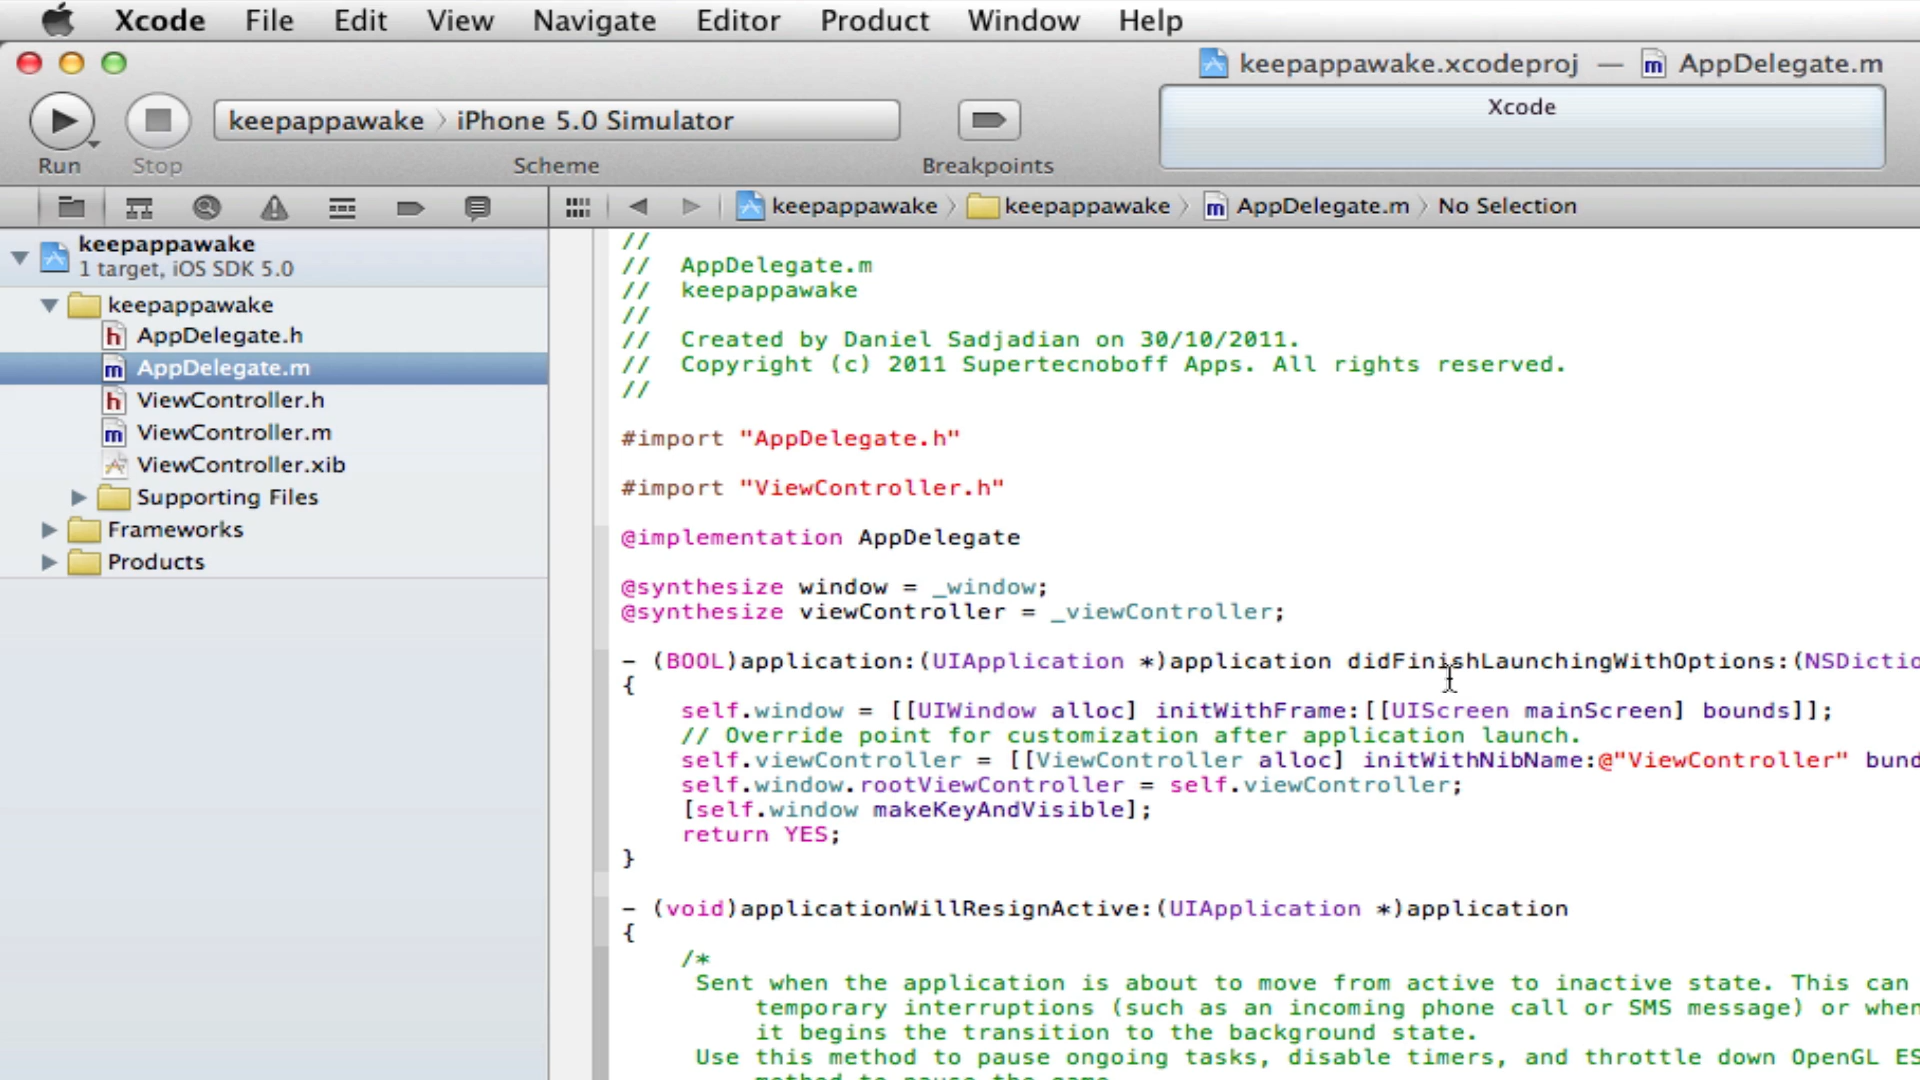 Xcode File Edit View Navigate Editor Product Window Help
keepappawake.xcodeproj — m AppDelegate.m
keepappawake › iPhone 5.0 Simulator
Xcode
Run Stop Scheme Breakpoints
keepappawake › keepappawake › m AppDelegate.m › No Selection
keepappawake
1 target, iOS SDK 5.0
keepappawake
h AppDelegate.h
m AppDelegate.m
h ViewController.h
m ViewController.m
ViewController.xib
Supporting Files
Frameworks
Products
//
// AppDelegate.m
// keepappawake
//
// Created by Daniel Sadjadian on 30/10/2011.
// Copyright (c) 2011 Supertecnoboff Apps. All rights reserved.
//
#import "AppDelegate.h"
#import "ViewController.h"
@implementation AppDelegate
@synthesize window = _window;
@synthesize viewController = _viewController;
- (BOOL)application:(UIApplication *)application didFinishLaunchingWithOptions:(NSDictio
{
self.window = [[UIWindow alloc] initWithFrame:[[UIScreen mainScreen] bounds]];
// Override point for customization after application launch.
self.viewController = [[ViewController alloc] initWithNibName:@"ViewController" bund
self.window.rootViewController = self.viewController;
[self.window makeKeyAndVisible];
return YES;
}
- (void)applicationWillResignActive:(UIApplication *)application
{
/*
Sent when the application is about to move from active to inactive state. This can
temporary interruptions (such as an incoming phone call or SMS message) or when
it begins the transition to the background state.
Use this method to pause ongoing tasks, disable timers, and throttle down OpenGL ES
method to pause the game